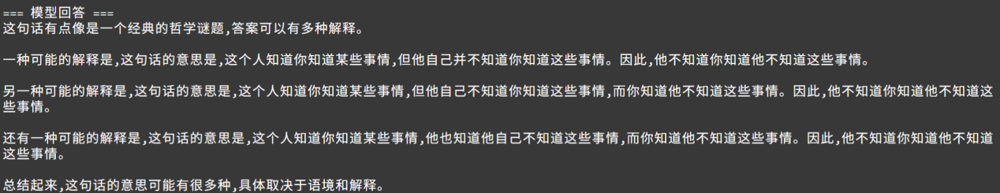 === 模型回答 ===
这句话有点像是一个经典的哲学谜题,答案可以有多种解释。
一种可能的解释是,这句话的意思是,这个人知道你知道某些事情,但他自己并不知道你知道这些事情。因此,他不知道你知道他不知道这些事情。
另一种可能的解释是,这句话的意思是,这个人知道你知道某些事情,但他自己不知道你知道这些事情,而你知道他不知道这些事情。因此,他不知道你知道他不知道这
些事情。
还有一种可能的解释是,这句话的意思是,这个人知道你知道某些事情,他也知道他自己不知道这些事情,而你知道他不知道这些事情。因此,他不知道你知道他不知道
这些事情。
总结起来,这句话的意思可能有很多种,具体取决于语境和解释。